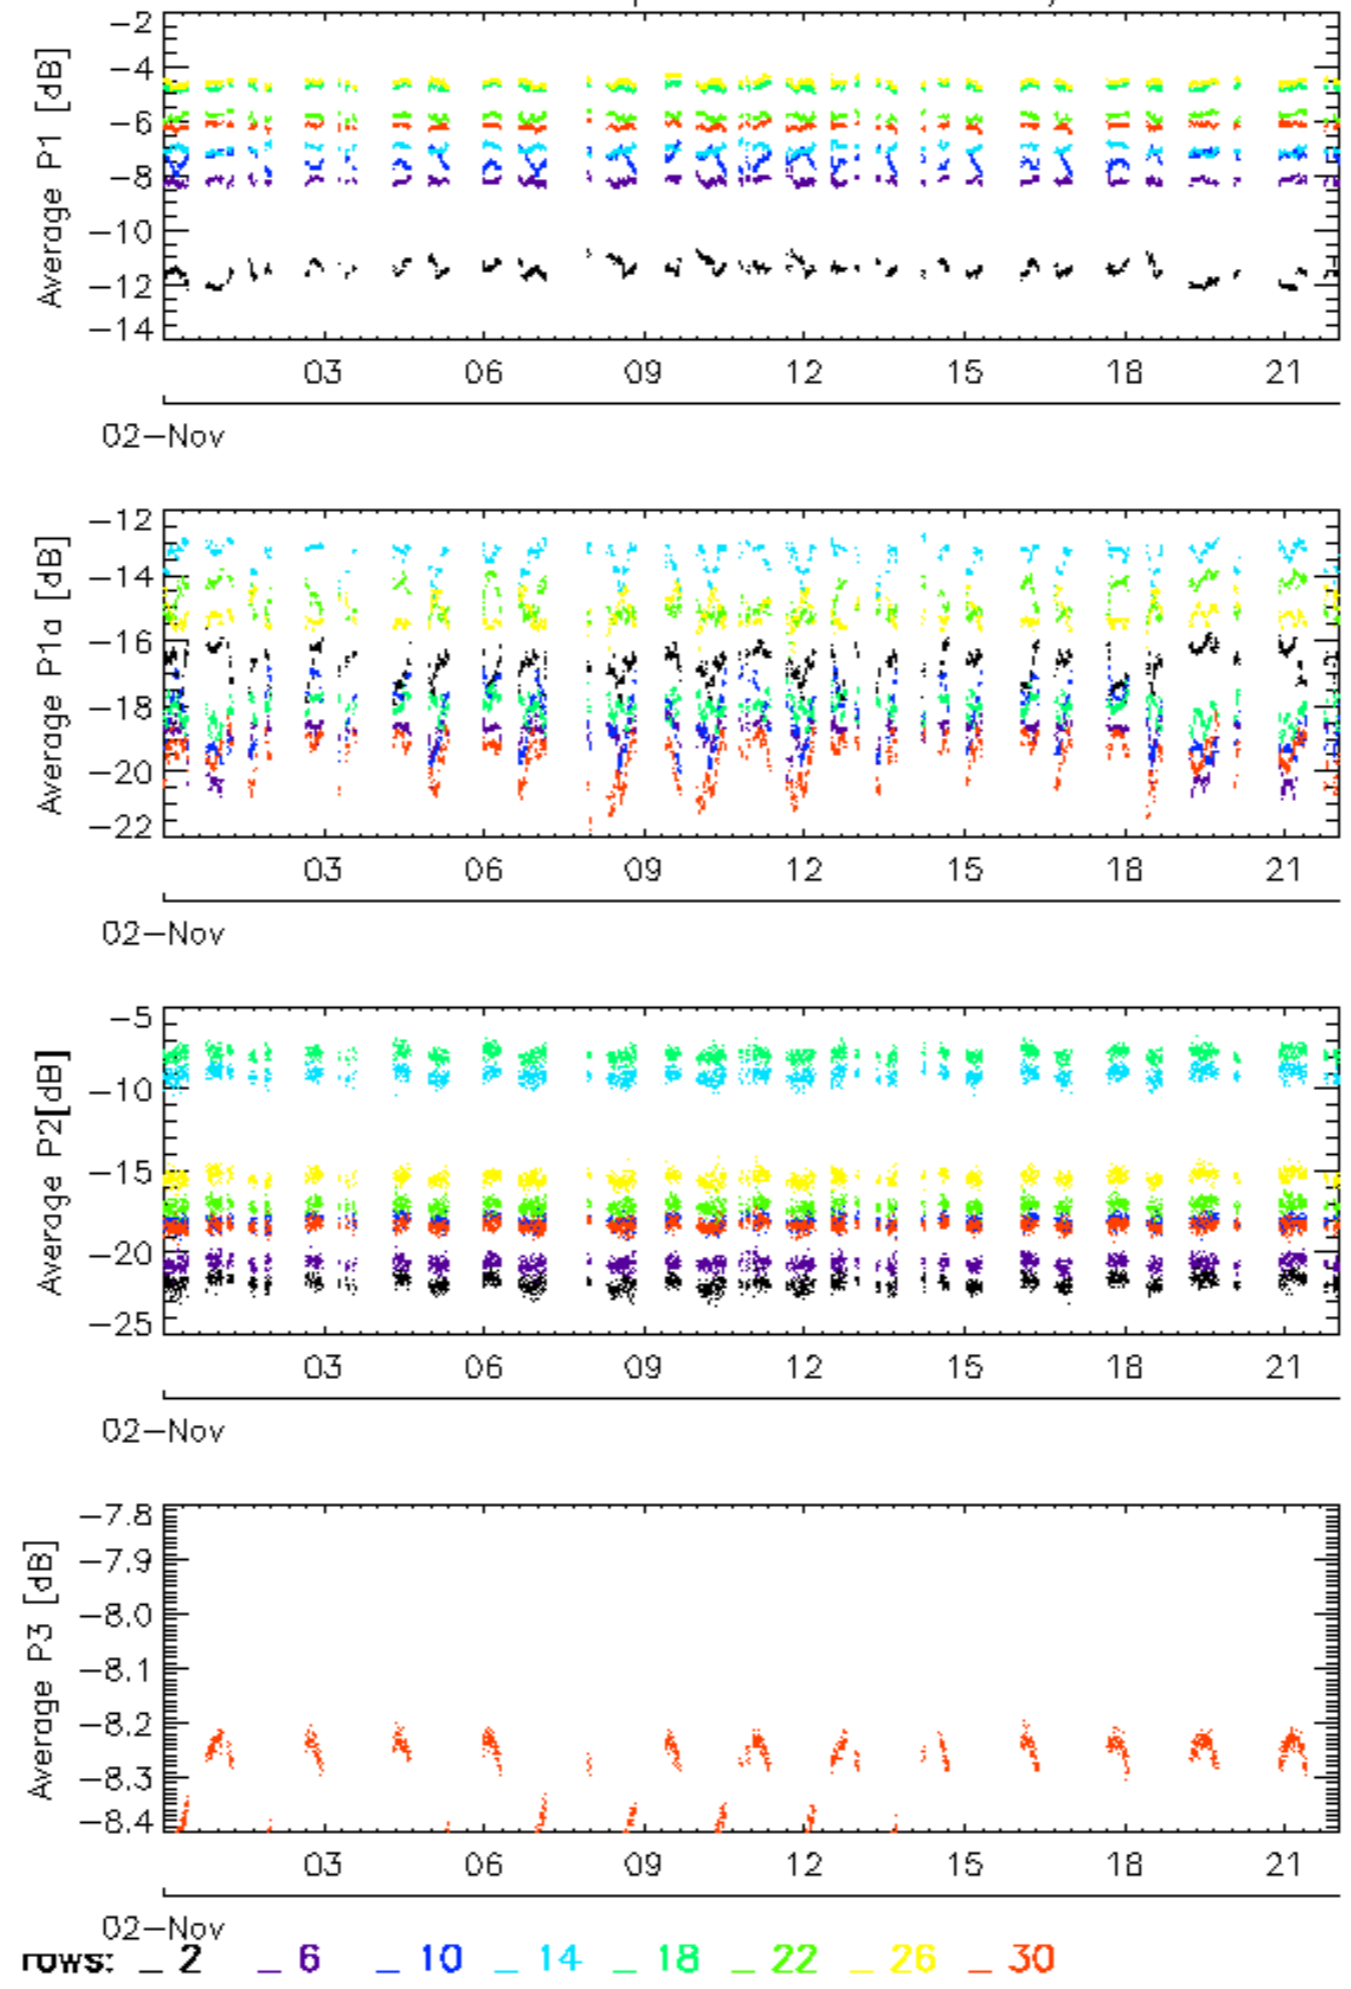 Average P1 [dB]
-2
-4
-6
-8
-10
-12
-14
03 06 09 12 15 18 21
02-Nov
Average P1a [dB]
-12
-14
-16
-18
-20
-22
03 06 09 12 15 18 21
02-Nov
Average P2[dB]
-5
-10
-15
-20
-25
03 06 09 12 15 18 21
02-Nov
Average P3 [dB]
-7.8
-7.9
-8.0
-8.1
-8.2
-8.3
-8.4
03 06 09 12 15 18 21
02-Nov
rows: _ 2 _ 6 _ 10 _ 14 _ 18 _ 22 _ 26 _ 30